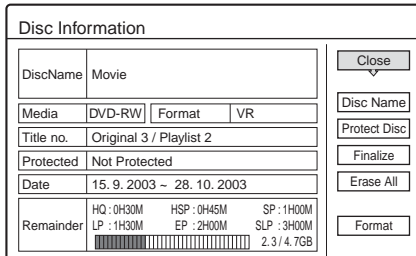 Disc Information
DiscName Movie
Media DVD-RW Format VR
Title no. Original 3 / Playlist 2
Protected Not Protected
Date 15. 9. 2003 ~ 28. 10. 2003
Remainder
HQ : 0H30M HSP : 0H45M SP : 1H00M
LP : 1H30M EP : 2H00M SLP : 3H00M
2. 3 / 4. 7GB
Close
Disc Name
Protect Disc
Finalize
Erase All
Format